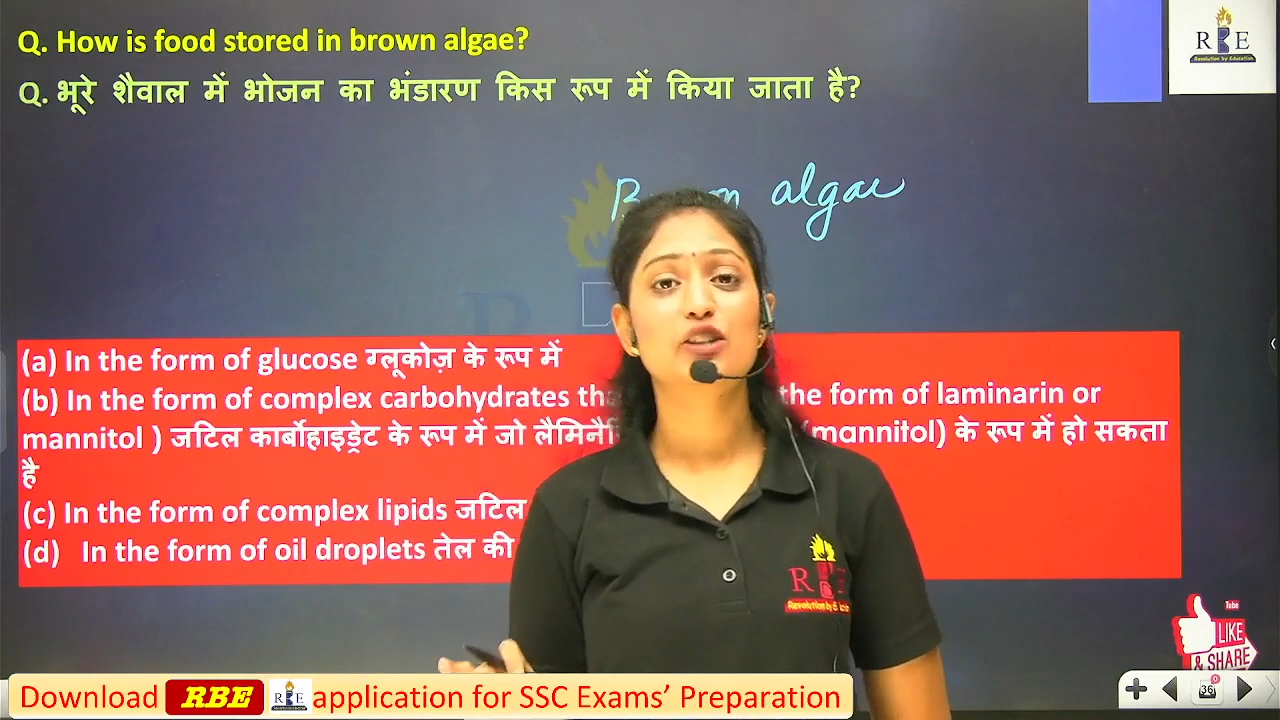 Q. How is food stored in brown algae?
Q. भूरे शैवाल में भोजन का भंडारण किस रूप में किया जाता है?
R E
Revolution by Education
algae
(a) In the form of glucose ग्लूकोज़ के रूप में
(b) In the form of complex carbohydrates the form of laminarin or
mannitol ) जटिल कार्बोहाइड्रेट के रूप में जो (mannitol) के रूप में हो सकता
है
(c) In the form of complex lipids जटिल
(d) In the form of oil droplets तेल की
R B E
Tube
LIKE
& SHARE
Download RBE application for SSC Exams' Preparation
36